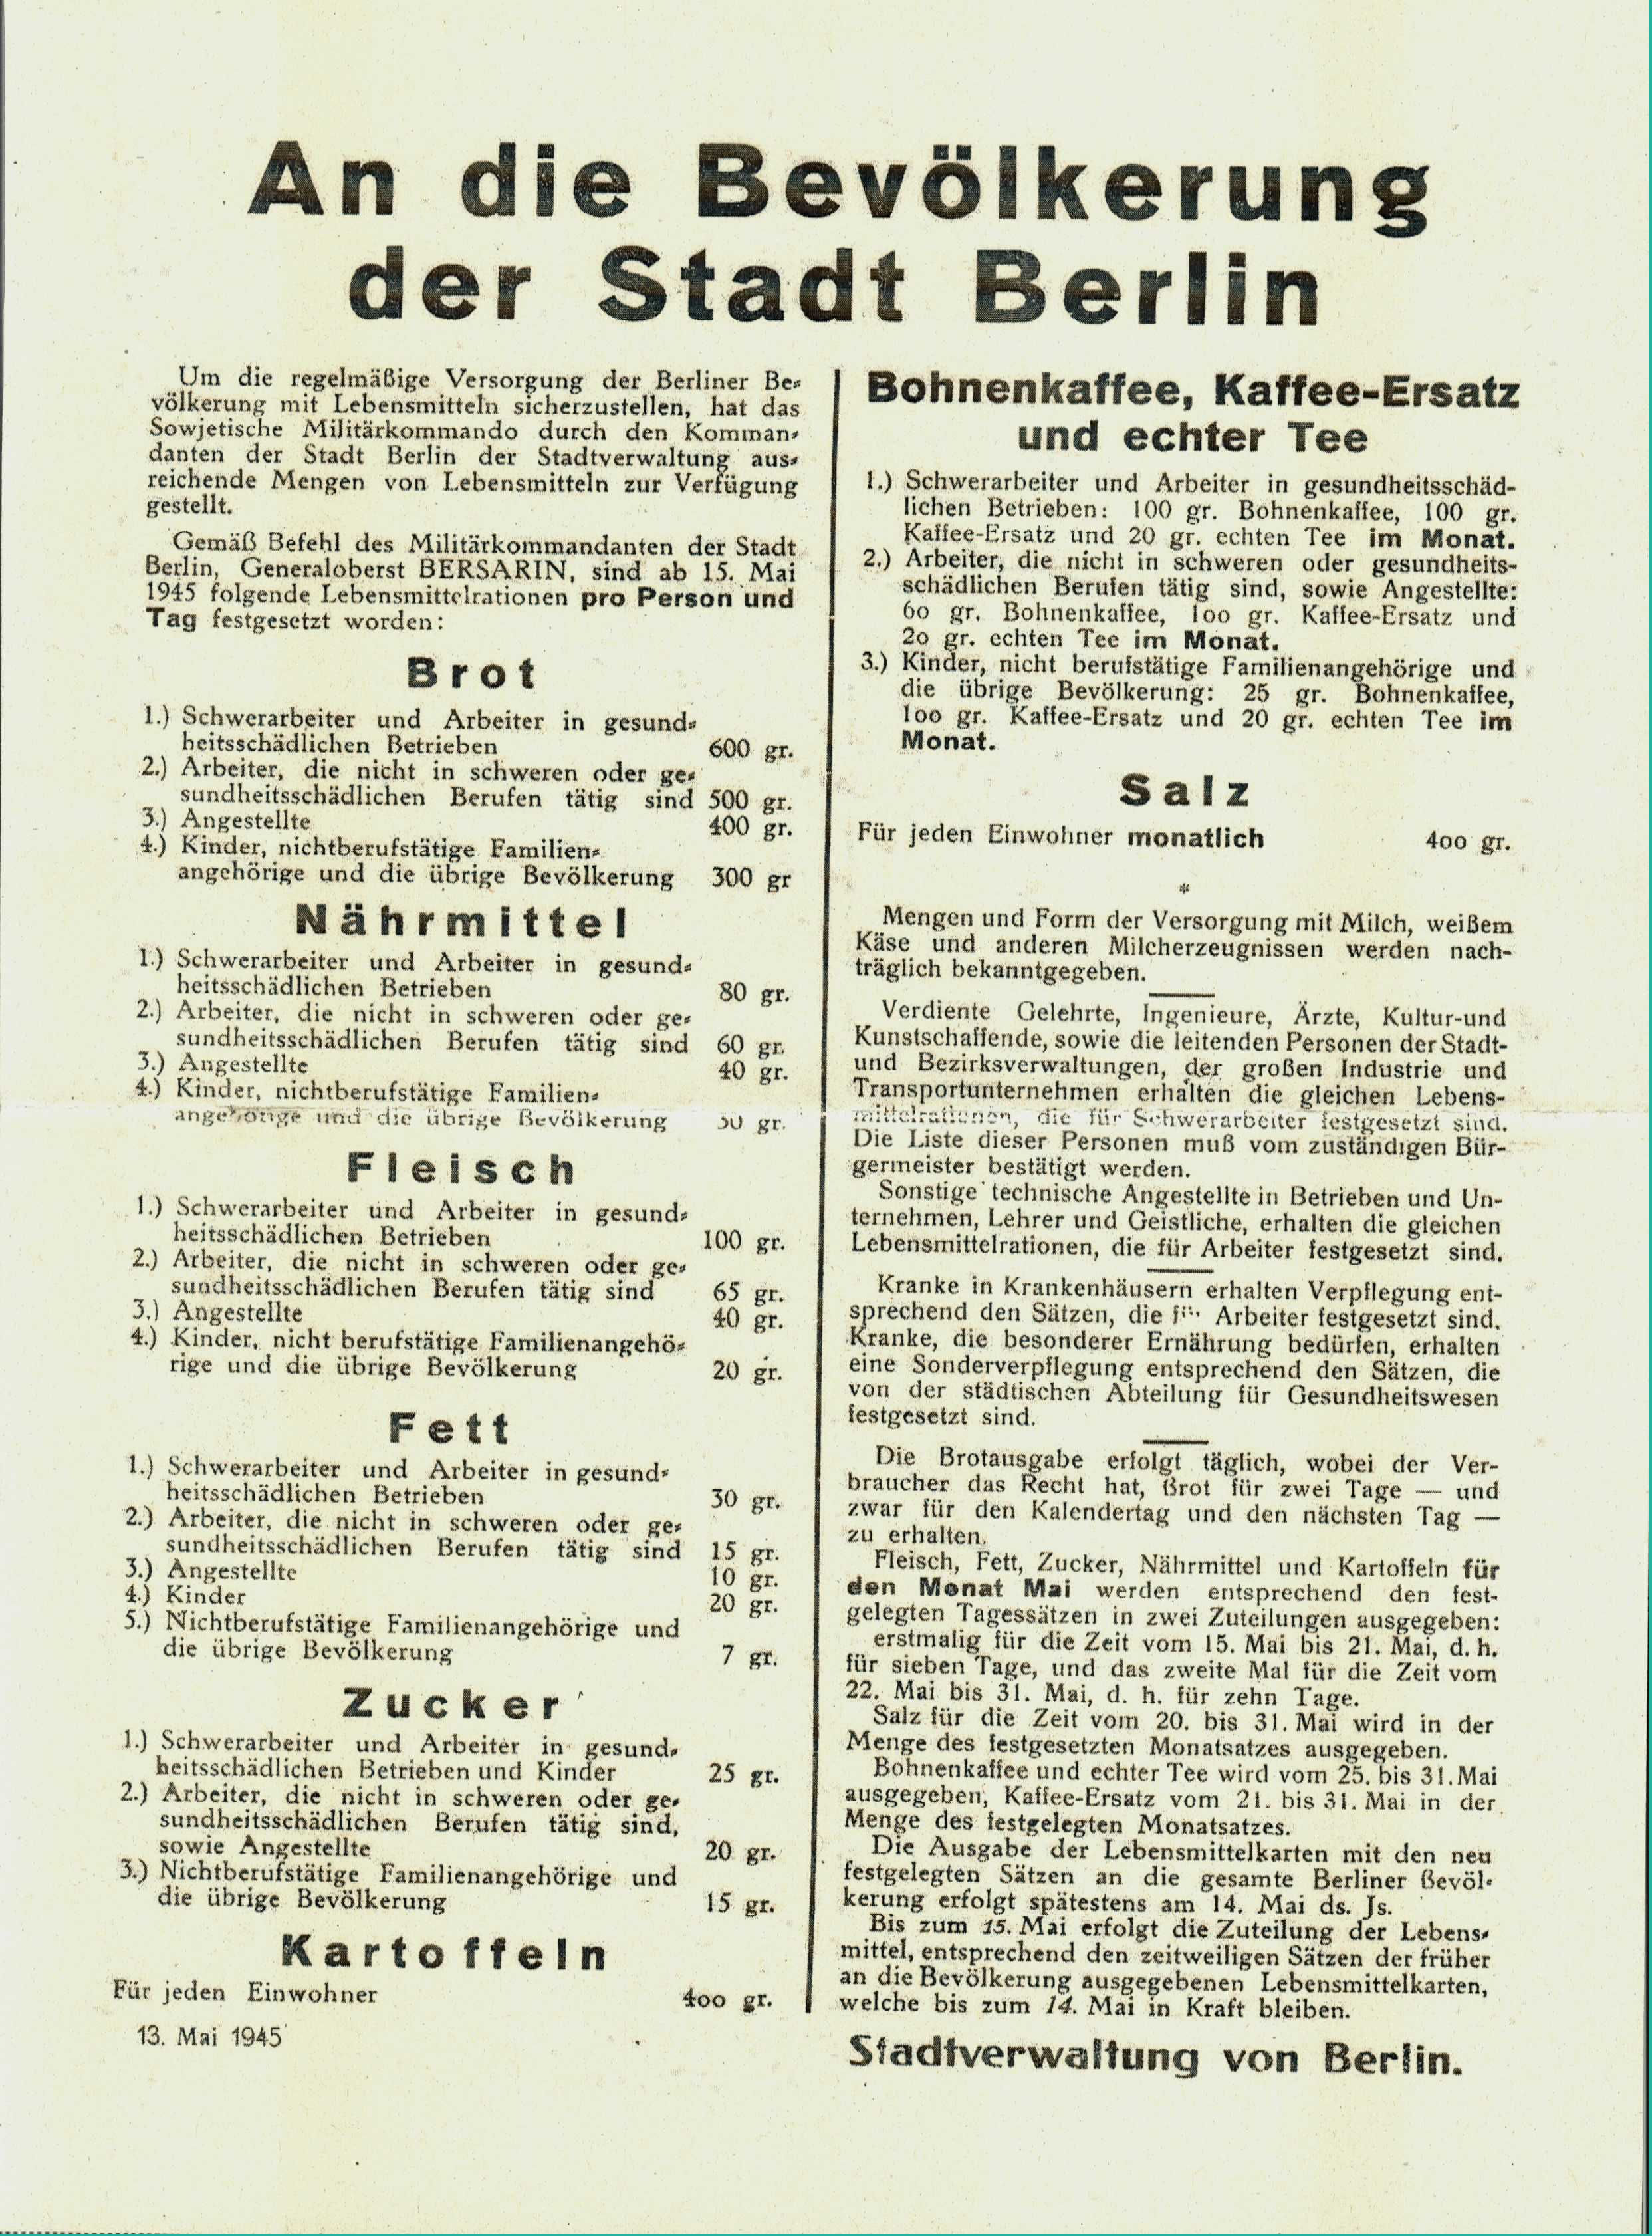 An die Bevölkerung
der Stadt Berlin
Um die regelmäßige Versorgung der Berliner Be-
völkerung mit Lebensmitteln sicherzustellen, hat das
Sowjetische Militärkommando durch den Komman-
danten der Stadt Berlin der Stadtverwaltung aus-
reichende Mengen von Lebensmitteln zur Verfügung
gestellt.
Gemäß Befehl des Militärkommandanten der Stadt
Berlin, Generaloberst BERSARIN, sind ab 15. Mai
1945 folgende Lebensmittelrationen pro Person und
Tag festgesetzt worden:
Brot
1.) Schwerarbeiter und Arbeiter in gesund-
heitsschädlichen Betrieben 600 gr.
2.) Arbeiter, die nicht in schweren oder ge-
sundheitsschädlichen Berufen tätig sind 500 gr.
3.) Angestellte 400 gr.
4.) Kinder, nichtberufstätige Familien-
angehörige und die übrige Bevölkerung 300 gr
Nährmittel
1.) Schwerarbeiter und Arbeiter in gesund-
heitsschädlichen Betrieben 80 gr.
2.) Arbeiter, die nicht in schweren oder ge-
sundheitsschädlichen Berufen tätig sind 60 gr.
3.) Angestellte 40 gr.
4.) Kinder, nichtberufstätige Familien-
angehörige und die übrige Bevölkerung gr.
Fleisch
1.) Schwerarbeiter und Arbeiter in gesund-
heitsschädlichen Betrieben 100 gr.
2.) Arbeiter, die nicht in schweren oder ge-
sundheitsschädlichen Berufen tätig sind 65 gr.
3.) Angestellte 40 gr.
4.) Kinder, nicht berufstätige Familienangehö-
rige und die übrige Bevölkerung 20 gr.
Fett
1.) Schwerarbeiter und Arbeiter in gesund-
heitsschädlichen Betrieben 30 gr.
2.) Arbeiter, die nicht in schweren oder ge-
sundheitsschädlichen Berufen tätig sind 15 gr.
3.) Angestellte 10 gr.
4.) Kinder 20 gr.
5.) Nichtberufstätige Familienangehörige und
die übrige Bevölkerung 7 gr.
Zucker
1.) Schwerarbeiter und Arbeiter in gesund-
heitsschädlichen Betrieben und Kinder 25 gr.
2.) Arbeiter, die nicht in schweren oder ge-
sundheitsschädlichen Berufen tätig sind,
sowie Angestellte 20 gr.
3.) Nichtberufstätige Familienangehörige und
die übrige Bevölkerung 15 gr.
Kartoffeln
Für jeden Einwohner 400 gr.
13. Mai 1945
Bohnenkaffee, Kaffee-Ersatz
und echter Tee
1.) Schwerarbeiter und Arbeiter in gesundheitsschäd-
lichen Betrieben: 100 gr. Bohnenkaffee, 100 gr.
Kaffee-Ersatz und 20 gr. echten Tee im Monat.
2.) Arbeiter, die nicht in schweren oder gesundheits-
schädlichen Berufen tätig sind, sowie Angestellte:
60 gr. Bohnenkaffee, 100 gr. Kaffee-Ersatz und
20 gr. echten Tee im Monat.
3.) Kinder, nicht berufstätige Familienangehörige und
die übrige Bevölkerung: 25 gr. Bohnenkaffee,
100 gr. Kaffee-Ersatz und 20 gr. echten Tee im
Monat.
Salz
Für jeden Einwohner monatlich 400 gr.
*
Mengen und Form der Versorgung mit Milch, weißem
Käse und anderen Milcherzeugnissen werden nach-
träglich bekanntgegeben.
Verdiente Gelehrte, Ingenieure, Ärzte, Kultur-und
Kunstschaffende, sowie die leitenden Personen der Stadt-
und Bezirksverwaltungen, der großen Industrie und
Transportunternehmen erhalten die gleichen Lebens-
mittelrationen, die für Schwerarbeiter festgesetzt sind.
Die Liste dieser Personen muß vom zuständigen Bür-
germeister bestätigt werden.
Sonstige technische Angestellte in Betrieben und Un-
ternehmen, Lehrer und Geistliche, erhalten die gleichen
Lebensmittelrationen, die für Arbeiter festgesetzt sind.
Kranke in Krankenhäusern erhalten Verpflegung ent-
sprechend den Sätzen, die für Arbeiter festgesetzt sind.
Kranke, die besonderer Ernährung bedürfen, erhalten
eine Sonderverpflegung entsprechend den Sätzen, die
von der städtischen Abteilung für Gesundheitswesen
festgesetzt sind.
Die Brotausgabe erfolgt täglich, wobei der Ver-
braucher das Recht hat, Brot für zwei Tage — und
zwar für den Kalendertag und den nächsten Tag —
zu erhalten.
Fleisch, Fett, Zucker, Nährmittel und Kartoffeln für
den Monat Mai werden entsprechend den fest-
gelegten Tagessätzen in zwei Zuteilungen ausgegeben:
erstmalig für die Zeit vom 15. Mai bis 21. Mai, d. h.
für sieben Tage, und das zweite Mal für die Zeit vom
22. Mai bis 31. Mai, d. h. für zehn Tage.
Salz für die Zeit vom 20. bis 31. Mai wird in der
Menge des festgesetzten Monatsatzes ausgegeben.
Bohnenkaffee und echter Tee wird vom 25. bis 31. Mai
ausgegeben, Kaffee-Ersatz vom 21. bis 31. Mai in der
Menge des festgelegten Monatsatzes.
Die Ausgabe der Lebensmittelkarten mit den neu
festgelegten Sätzen an die gesamte Berliner Bevöl-
kerung erfolgt spätestens am 14. Mai ds. Js.
Bis zum 15. Mai erfolgt die Zuteilung der Lebens-
mittel, entsprechend den zeitweiligen Sätzen der früher
an die Bevölkerung ausgegebenen Lebensmittelkarten,
welche bis zum 14. Mai in Kraft bleiben.
Stadtverwaltung von Berlin.